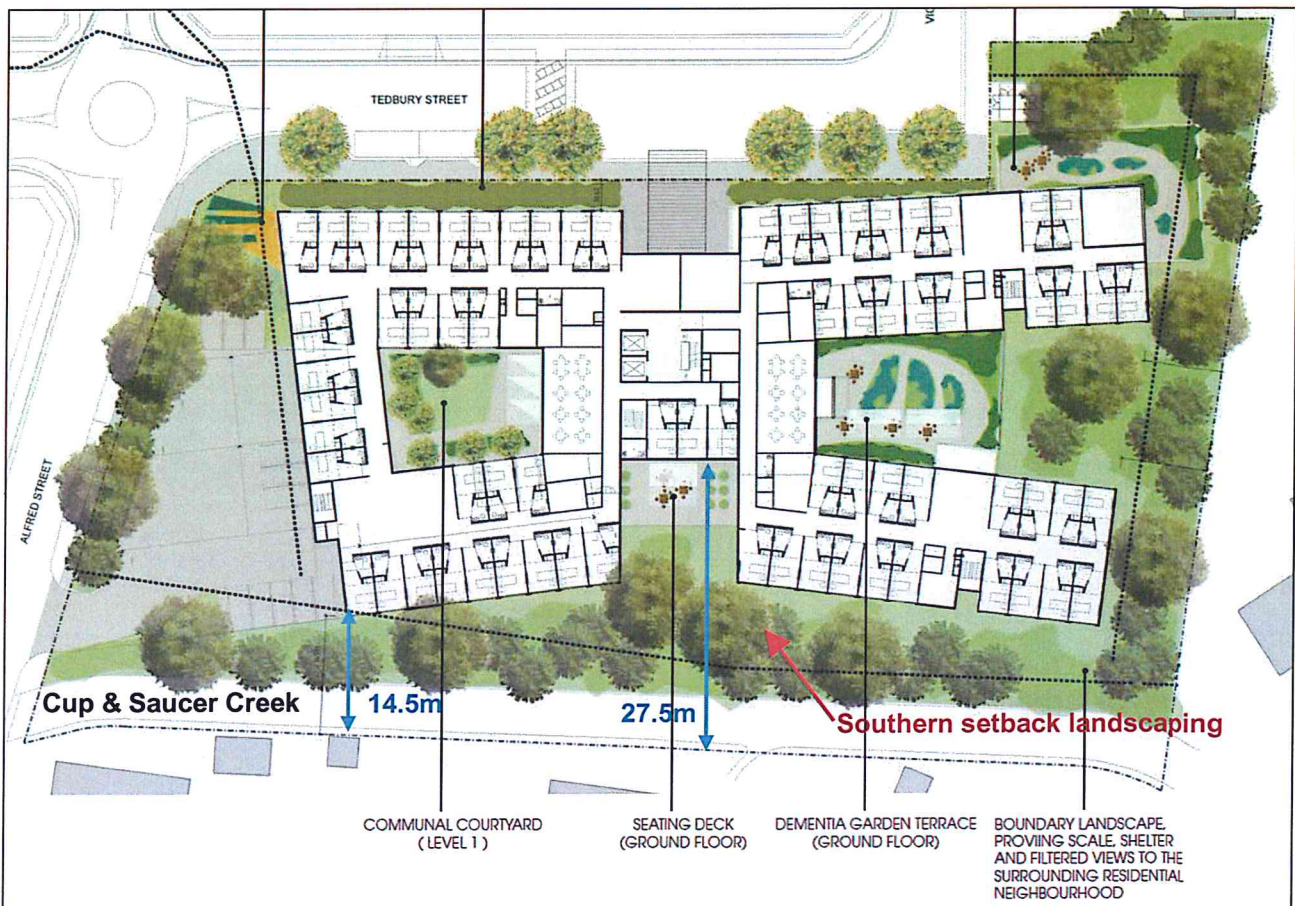 VIC
TEDBURY STREET
ALFRED STREET
Cup & Saucer Creek
14.5m
27.5m
Southern setback landscaping
COMMUNAL COURTYARD
( LEVEL 1 )
SEATING DECK
(GROUND FLOOR)
DEMENTIA GARDEN TERRACE
(GROUND FLOOR)
BOUNDARY LANDSCAPE,
PROVIING SCALE, SHELTER
AND FILTERED VIEWS TO THE
SURROUNDING RESIDENTIAL
NEIGHBOURHOOD